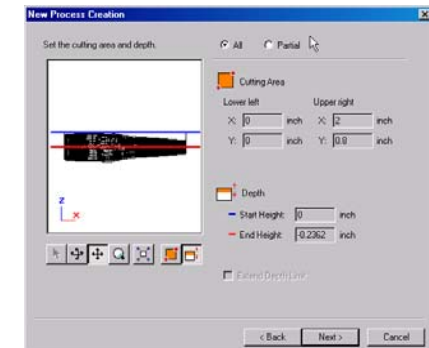 New Process Creation
Set the cutting area and depth.
All Partial
Cutting Area
Lower left Upper right
X: 0 inch X: 2 inch
Y: 0 inch Y: 0.8 inch
Depth
Start Height: 0 inch
End Height: -0.2362 inch
Extend Depth Limit
Z
X
< Back Next > Cancel